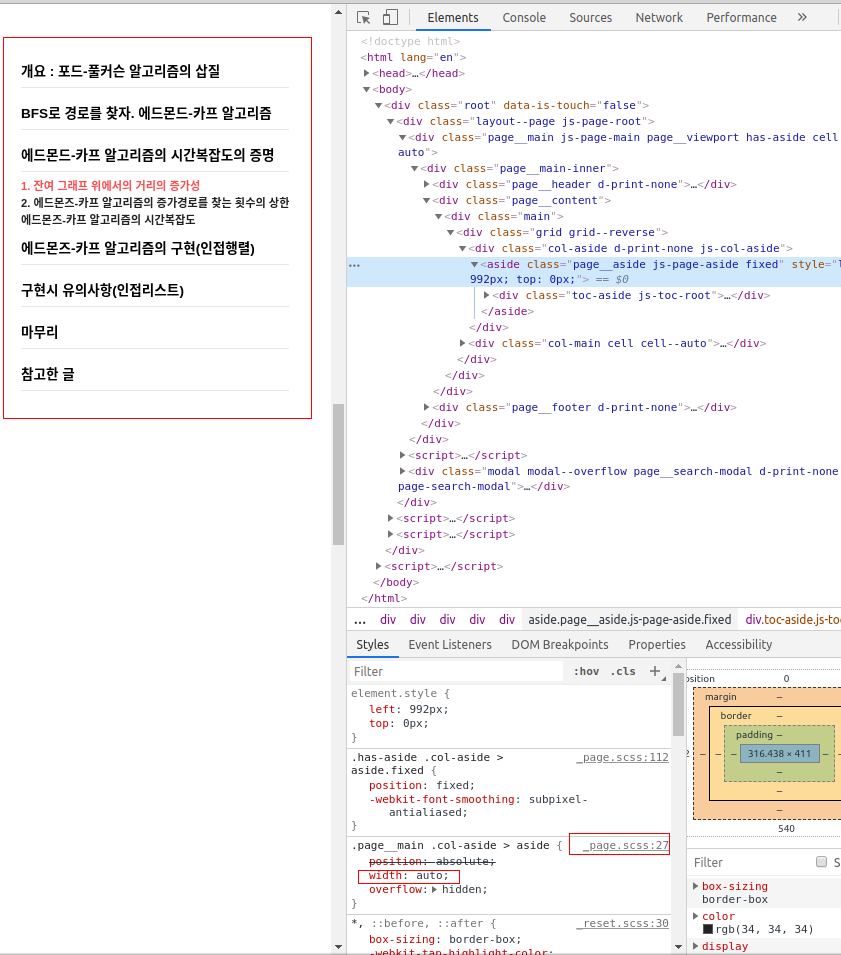 개요 : 포드-풀커슨 알고리즘의 삽질
BFS로 경로를 찾자. 에드몬드-카프 알고리즘
에드몬드-카프 알고리즘의 시간복잡도의 증명
1. 잔여 그래프 위에서의 거리의 증가성
2. 에드몬즈-카프 알고리즘의 증가경로를 찾는 횟수의 상한
에드몬즈-카프 알고리즘의 시간복잡도
에드몬즈-카프 알고리즘의 구현(인접행렬)
구현시 유의사항(인접리스트)
마무리
참고한 글
Elements Console Sources Network Performance »
<!doctype html>
<html lang="en">
<head>…</head>
<body>
<div class="root" data-is-touch="false">
<div class="layout--page js-page-root">
<div class="page__main js-page-main page__viewport has-aside cell
auto">
<div class="page__main-inner">
<div class="page__header d-print-none">…</div>
<div class="page__content">
<div class="main">
<div class="grid grid--reverse">
<div class="col-aside d-print-none js-col-aside">
… <aside class="page__aside js-page-aside fixed" style="l
992px; top: 0px;"> == $0
<div class="toc-aside js-toc-root">…</div>
</aside>
</div>
<div class="col-main cell cell--auto">…</div>
</div>
</div>
</div>
<div class="page__footer d-print-none">…</div>
</div>
</div>
<script>…</script>
<div class="modal modal--overflow page__search-modal d-print-none
page-search-modal">…</div>
</div>
<script>…</script>
<script>…</script>
</div>
<script>…</script>
</body>
</html>
… div div div div div aside.page__aside.js-page-aside.fixed div.toc-aside.js-to
Styles Event Listeners DOM Breakpoints Properties Accessibility
Filter :hov .cls +
element.style {
left: 992px;
top: 0px;
}
.has-aside .col-aside > _page.scss:112
aside.fixed {
position: fixed;
-webkit-font-smoothing: subpixel-
antialiased;
}
.page__main .col-aside > aside { _page.scss:27
position: absolute;
width: auto;
overflow: hidden;
}
*, ::before, ::after { _reset.scss:30
box-sizing: border-box;
-webkit-tap-highlight-color:
osition 0
margin –
border –
padding –
2 – – – 316.438 × 411 – –
–
–
–
540
Filter S
box-sizing
border-box
color
rgb(34, 34, 34)
display